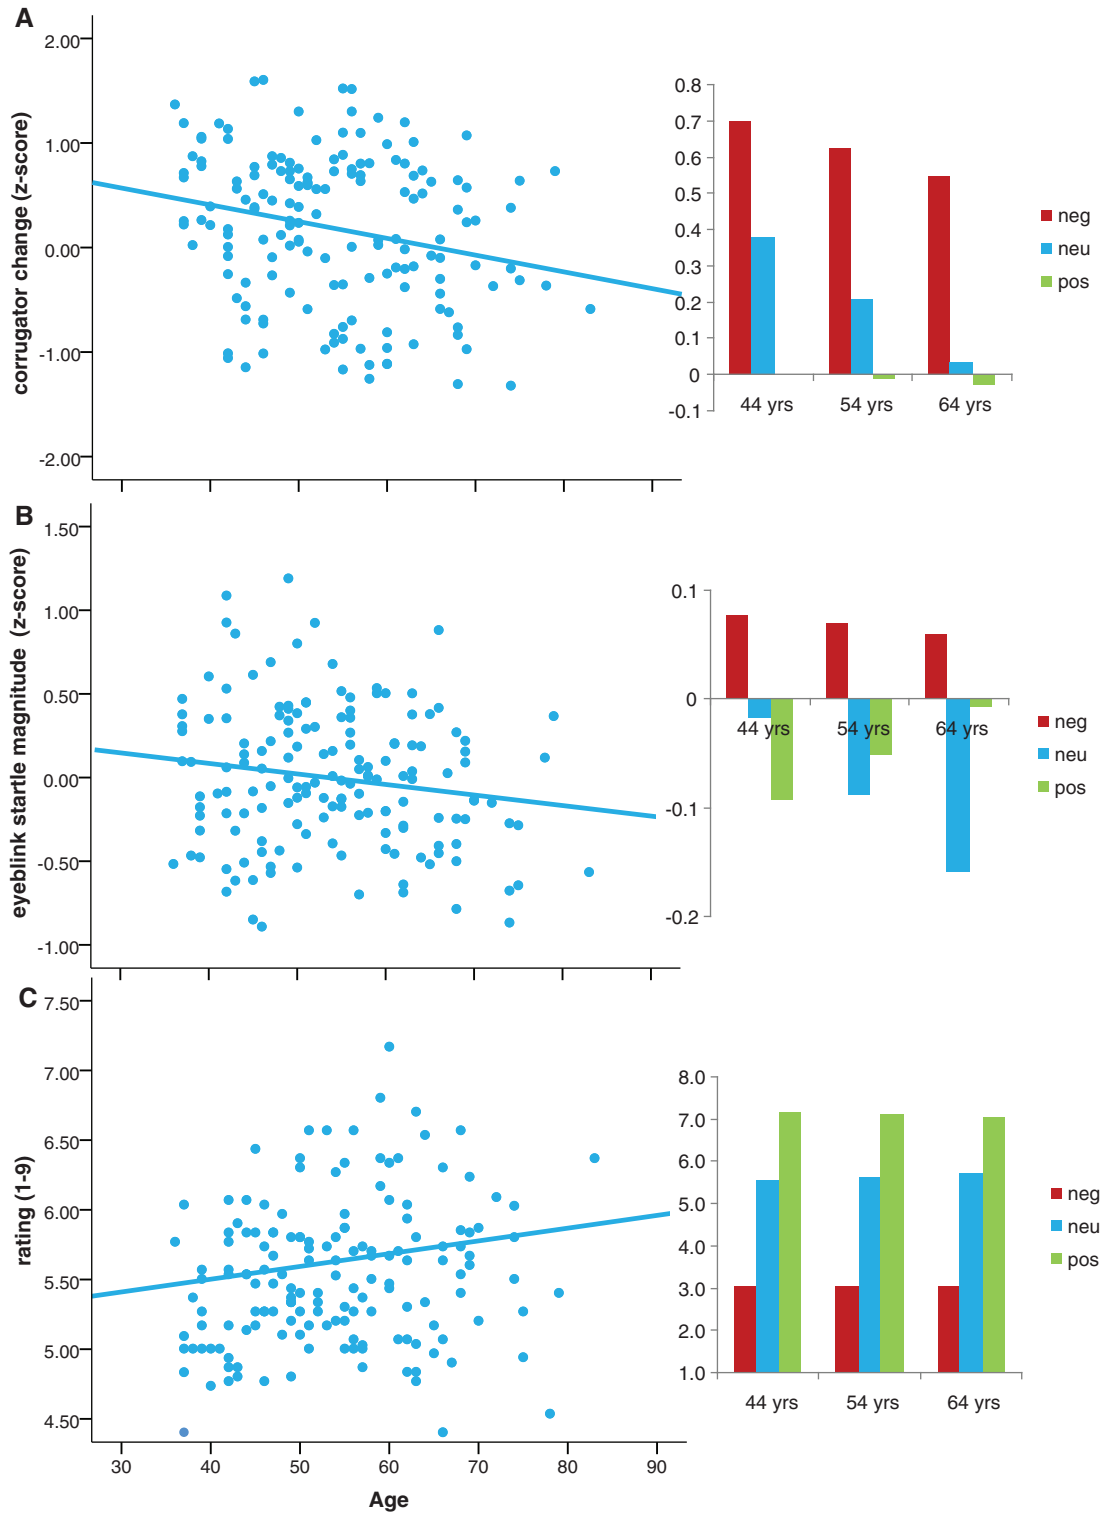 A
corrugator change (z-score)
2.00
1.00
0.00
-1.00
-2.00
0.8
0.7
0.6
0.5
0.4
0.3
0.2
0.1
0
-0.1
44 yrs 54 yrs 64 yrs
neg
neu
pos
B
eyeblink startle magnitude (z-score)
1.50
1.00
0.50
0.00
-0.50
-1.00
0.1
0
-0.1
-0.2
44 yrs 54 yrs 64 yrs
neg
neu
pos
C
rating (1-9)
7.50
7.00
6.50
6.00
5.50
5.00
4.50
30 40 50 60 70 80 90
Age
8.0
7.0
6.0
5.0
4.0
3.0
2.0
1.0
44 yrs 54 yrs 64 yrs
neg
neu
pos